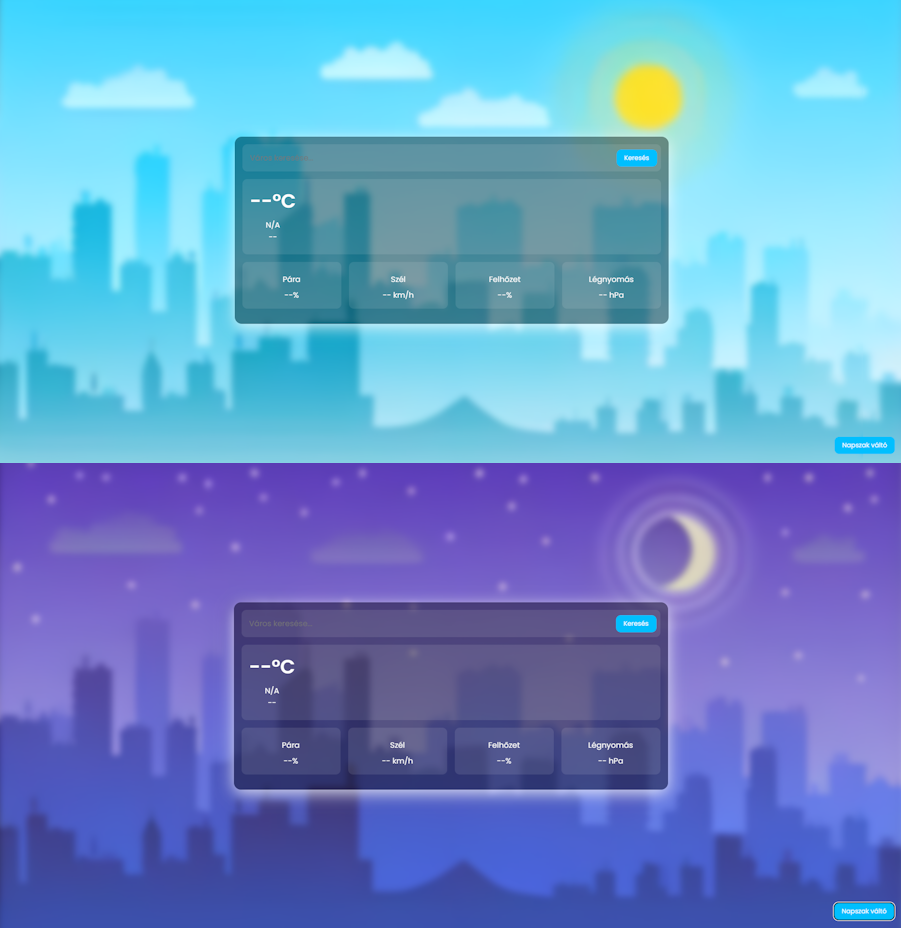 Keresés
--°C
N/A
--
Pára
Szél
Felhőzet
Légnyomás
--%
-- km/h
--%
-- hPa
Napszak váltó
Város keresése...
Keresés
--°C
N/A
--
Pára
Szél
Felhőzet
Légnyomás
--%
-- km/h
--%
-- hPa
Napszak váltó